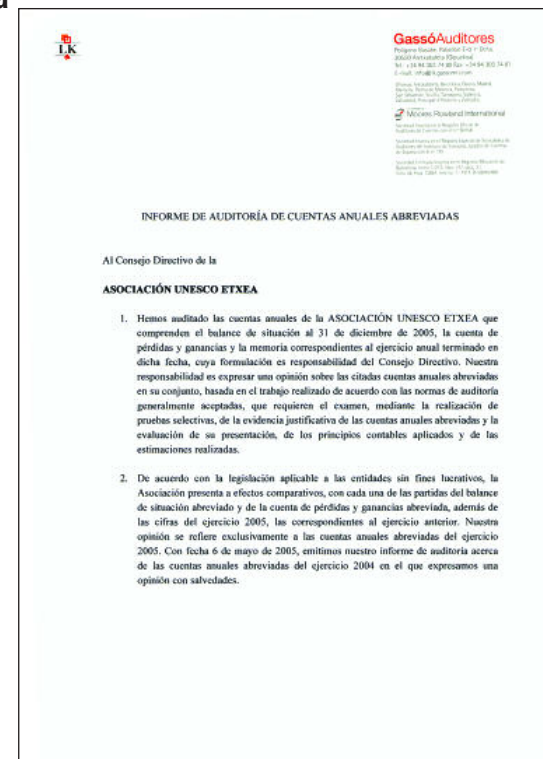 LK
GassóAuditores
Moores Rowland International
INFORME DE AUDITORÍA DE CUENTAS ANUALES ABREVIADAS
Al Consejo Directivo de la
ASOCIACIÓN UNESCO ETXEA
1. Hemos auditado las cuentas anuales de la ASOCIACIÓN UNESCO ETXEA que
comprenden el balance de situación al 31 de diciembre de 2005, la cuenta de
pérdidas y ganancias y la memoria correspondientes al ejercicio anual terminado en
dicha fecha, cuya formulación es responsabilidad del Consejo Directivo. Nuestra
responsabilidad es expresar una opinión sobre las citadas cuentas anuales abreviadas
en su conjunto, basada en el trabajo realizado de acuerdo con las normas de auditoría
generalmente aceptadas, que requieren el examen, mediante la realización de
pruebas selectivas, de la evidencia justificativa de las cuentas anuales abreviadas y la
evaluación de su presentación, de los principios contables aplicados y de las
estimaciones realizadas.
2. De acuerdo con la legislación aplicable a las entidades sin fines lucrativos, la
Asociación presenta a efectos comparativos, con cada una de las partidas del balance
de situación abreviado y de la cuenta de pérdidas y ganancias abreviada, además de
las cifras del ejercicio 2005, las correspondientes al ejercicio anterior. Nuestra
opinión se refiere exclusivamente a las cuentas anuales abreviadas del ejercicio
2005. Con fecha 6 de mayo de 2005, emitimos nuestro informe de auditoría acerca
de las cuentas anuales abreviadas del ejercicio 2004 en el que expresamos una
opinión con salvedades.